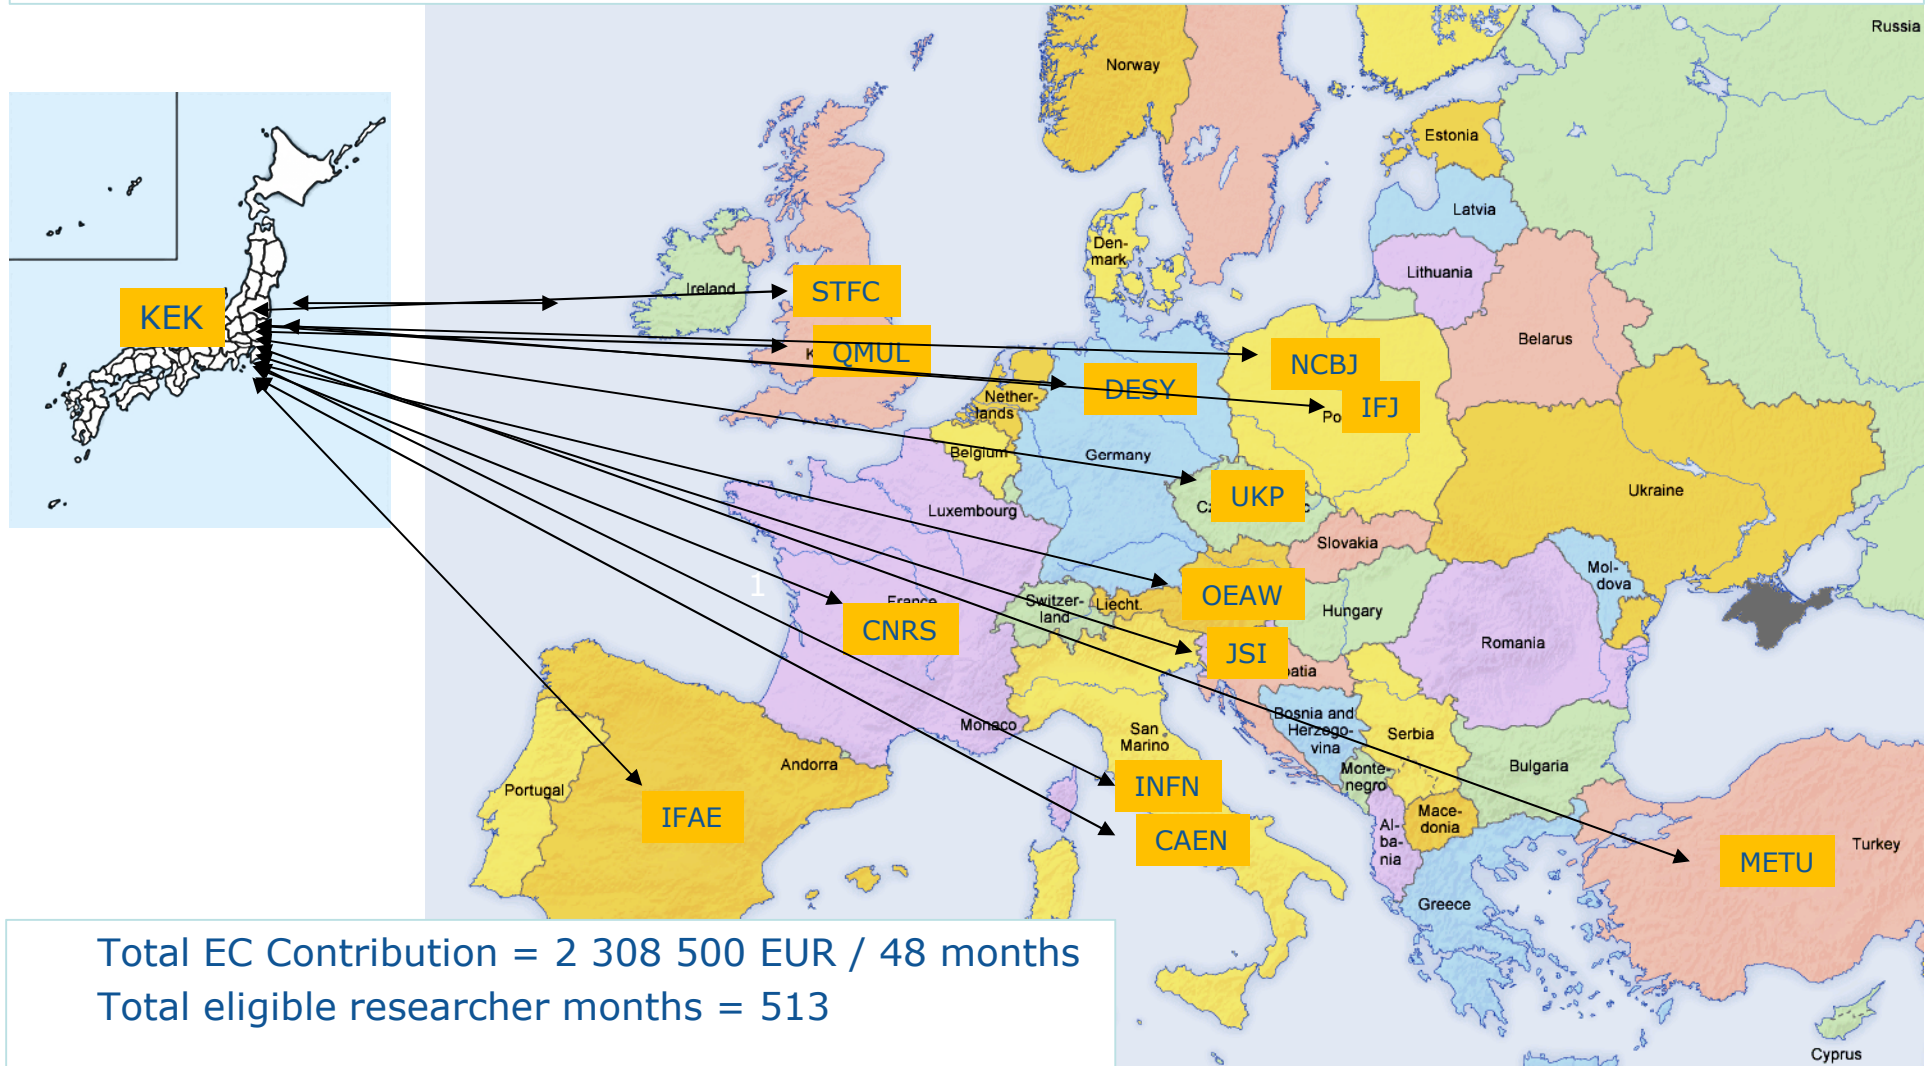 Russia
Norway
Estonia
Latvia
Den-
mark
Lithuania
Ireland
STFC
KEK
Belarus
QMUL
NCBJ
DESY
IFJ
Po
Nether-
lands
Belgium
Germany
UKP
Ukraine
Luxembourg
Slovakia
Mol-
dova
1
OEAW
France
Switzer-
land
Liecht.
Hungary
CNRS
Romania
JSI
atia
Monaco
San
Marino
Bosnia and
Herzego-
vina
Serbia
Andorra
Bulgaria
Monte-
negro
Portugal
INFN
IFAE
Mace-
donia
Al-
ba-
nia
CAEN
METU
Turkey
Greece
Total EC Contribution = 2 308 500 EUR / 48 months
Total eligible researcher months = 513
Cyprus